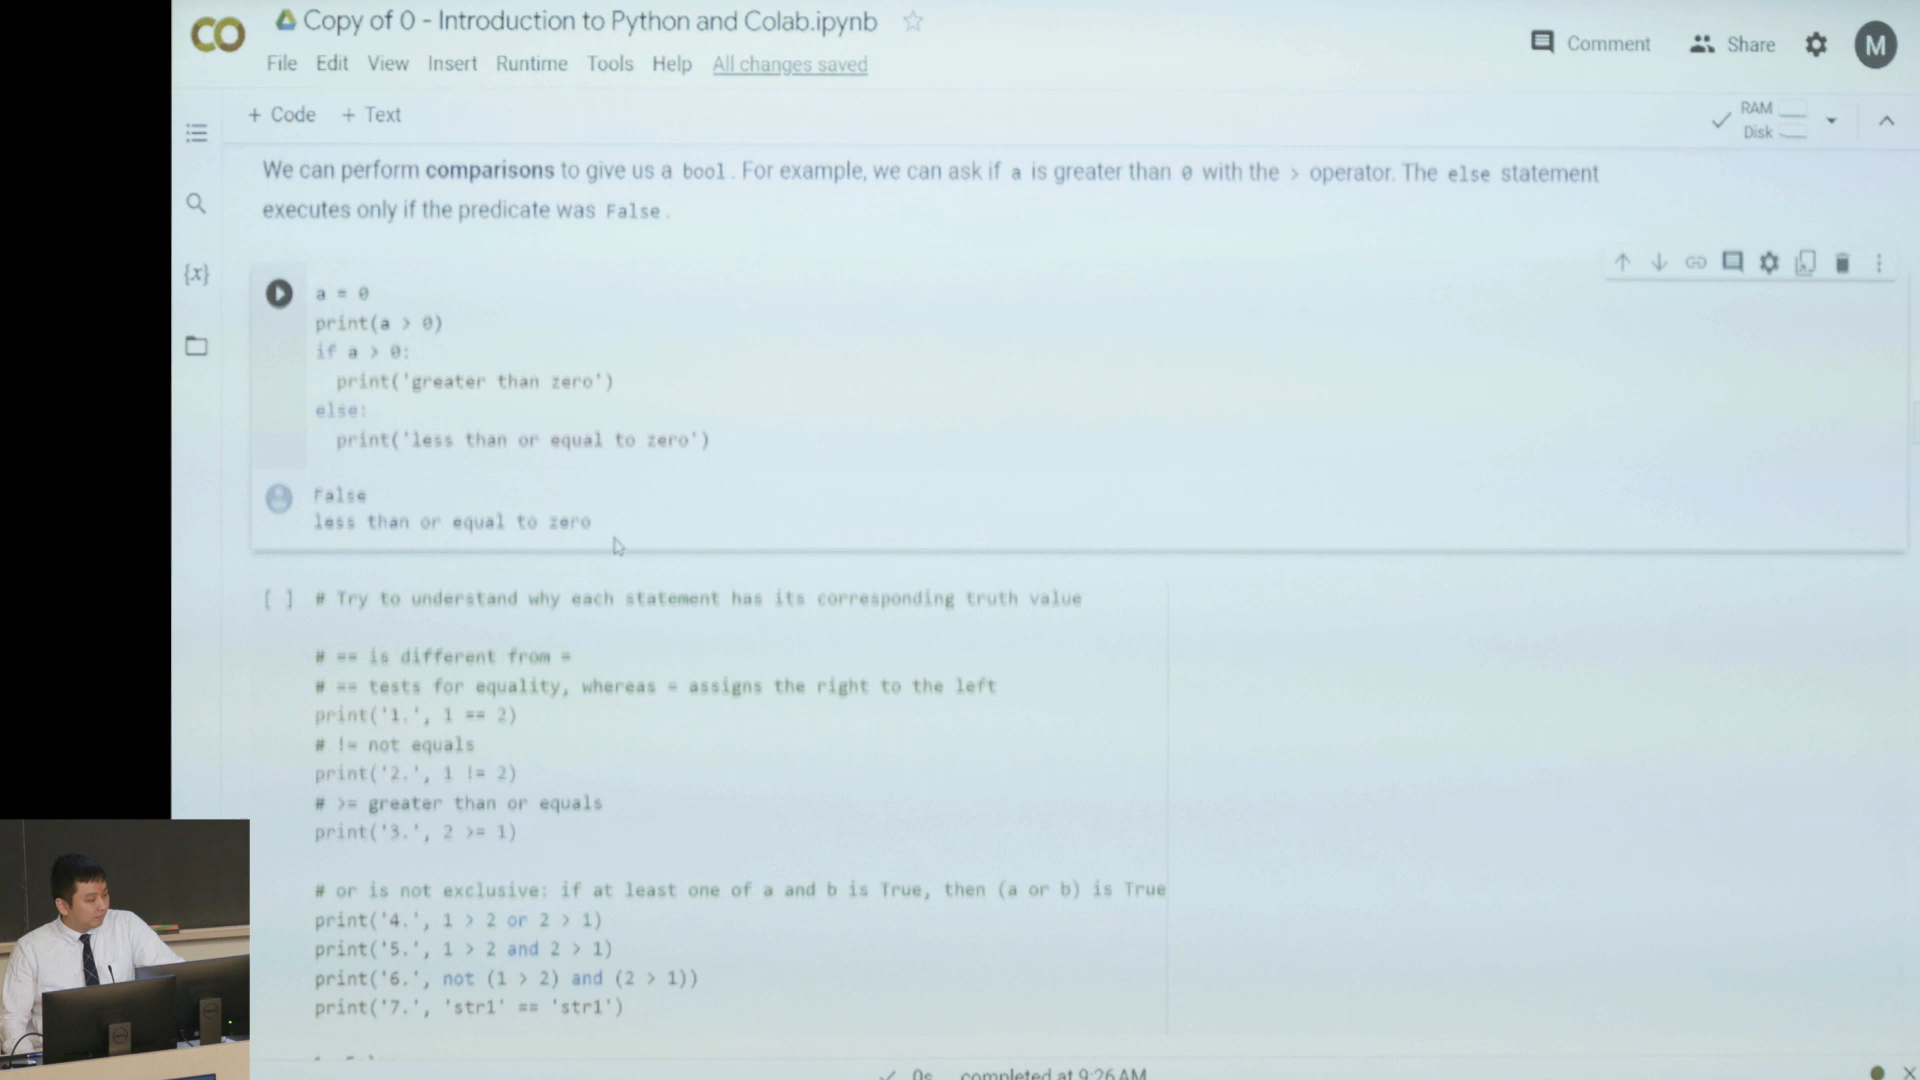 CO
Copy of 0 - Introduction to Python and Colab.ipynb
File Edit View Insert Runtime Tools Help All changes saved
Comment Share M
+ Code + Text
RAM
Disk
We can perform comparisons to give us a bool. For example, we can ask if a is greater than 0 with the > operator. The else statement
executes only if the predicate was False.
{x}
a = 0
print(a > 0)
if a > 0:
print('greater than zero')
else:
print('less than or equal to zero')
False
less than or equal to zero
[ ] # Try to understand why each statement has its corresponding truth value
# == is different from =
# == tests for equality, whereas = assigns the right to the left
print('1.', 1 == 2)
# != not equals
print('2.', 1 != 2)
# >= greater than or equals
print('3.', 2 >= 1)
# or is not exclusive: if at least one of a and b is True, then (a or b) is True
print('4.', 1 > 2 or 2 > 1)
print('5.', 1 > 2 and 2 > 1)
print('6.', not (1 > 2) and (2 > 1))
print('7.', 'str1' == 'str1')
0s completed at 9:26 AM